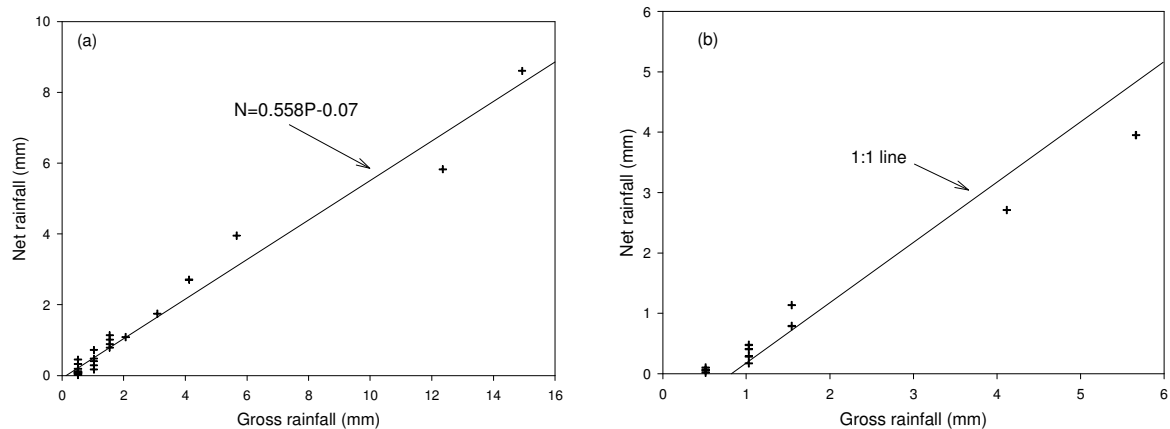 (a)
N=0.558P-0.07
Net rainfall (mm)
10
8
6
4
2
0
0 2 4 6 8 10 12 14 16
Gross rainfall (mm)
(b)
1:1 line
Net rainfall (mm)
6
5
4
3
2
1
0
0 1 2 3 4 5 6
Gross rainfall (mm)